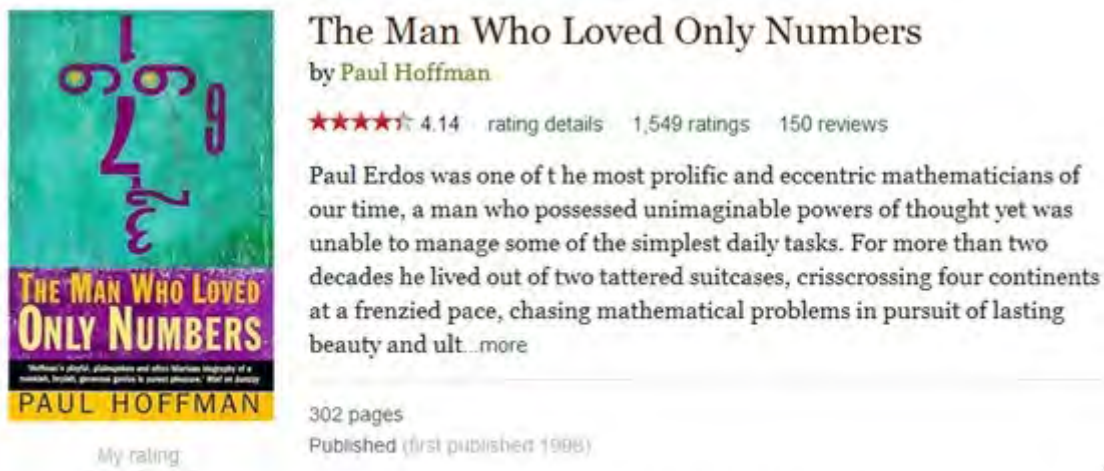 THE MAN WHO LOVED
ONLY NUMBERS
PAUL HOFFMAN
My rating
The Man Who Loved Only Numbers
by Paul Hoffman
4.14 rating details 1,549 ratings 150 reviews
Paul Erdos was one of t he most prolific and eccentric mathematicians of
our time, a man who possessed unimaginable powers of thought yet was
unable to manage some of the simplest daily tasks. For more than two
decades he lived out of two tattered suitcases, crisscrossing four continents
at a frenzied pace, chasing mathematical problems in pursuit of lasting
beauty and ult...more
302 pages
Published (first published 1998)